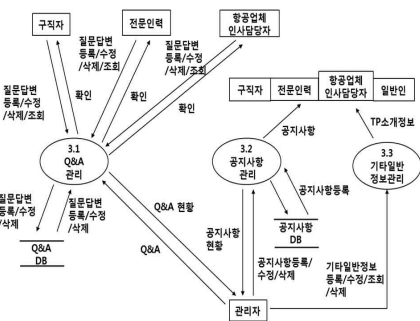 구직자
전문인력
항공업체
인사담당자
질문답변
등록/수정
/삭제/조회
확인
질문답변
등록/수정
/삭제/조회
확인
질문답변
등록/수정
/삭제/조회
확인
구직자
전문인력
항공업체
인사담당자
일반인
공지사항
TP소개정보
3.1
Q&A
관리
3.2
공지사항
관리
3.3
기타일반
정보관리
질문답변
등록/수정
/삭제
질문답변
등록/수정
/삭제
Q&A
DB
Q&A 현황
Q&A
공지사항
현황
공지사항등록
공지사항
DB
공지사항등록/
수정/삭제
기타일반정보
등록/수정/조회
/삭제
관리자